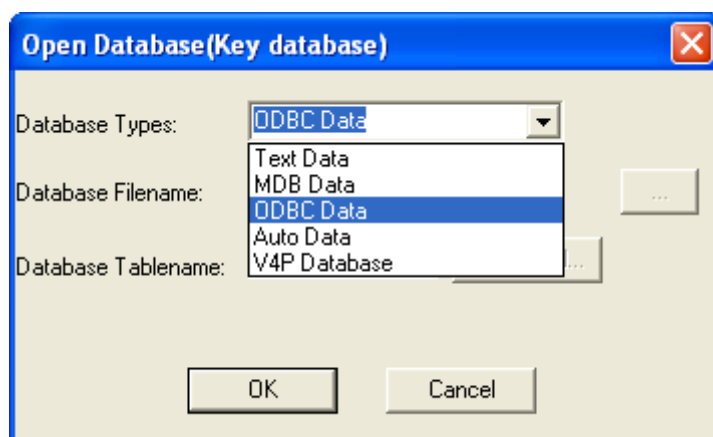 Open Database(Key database)
Database Types:
ODBC Data
Text Data
MDB Data
Database Filename:
...
ODBC Data
Auto Data
Database Tablename:
V4P Database
OK
Cancel